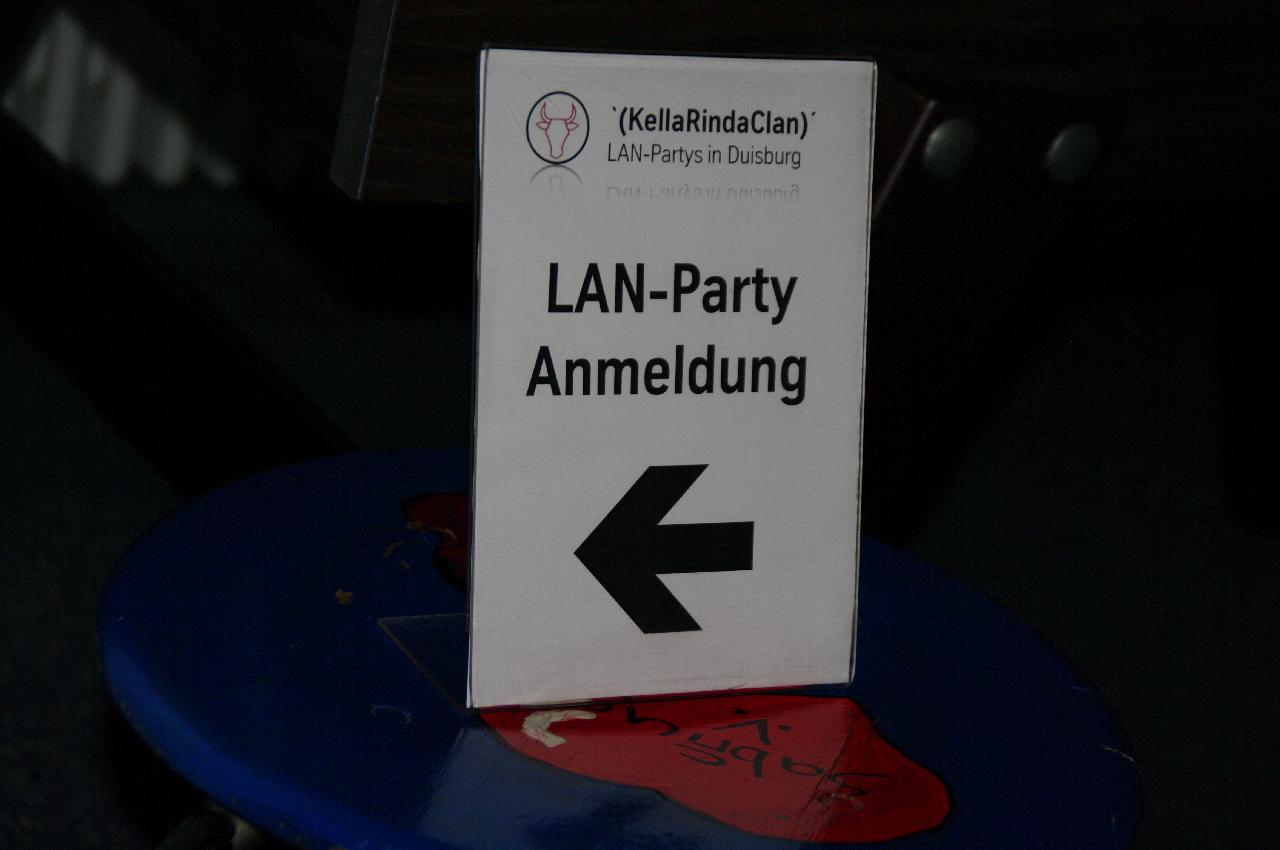 `(KellaRindaClan)´
LAN-Partys in Duisburg
LAN-Party
Anmeldung